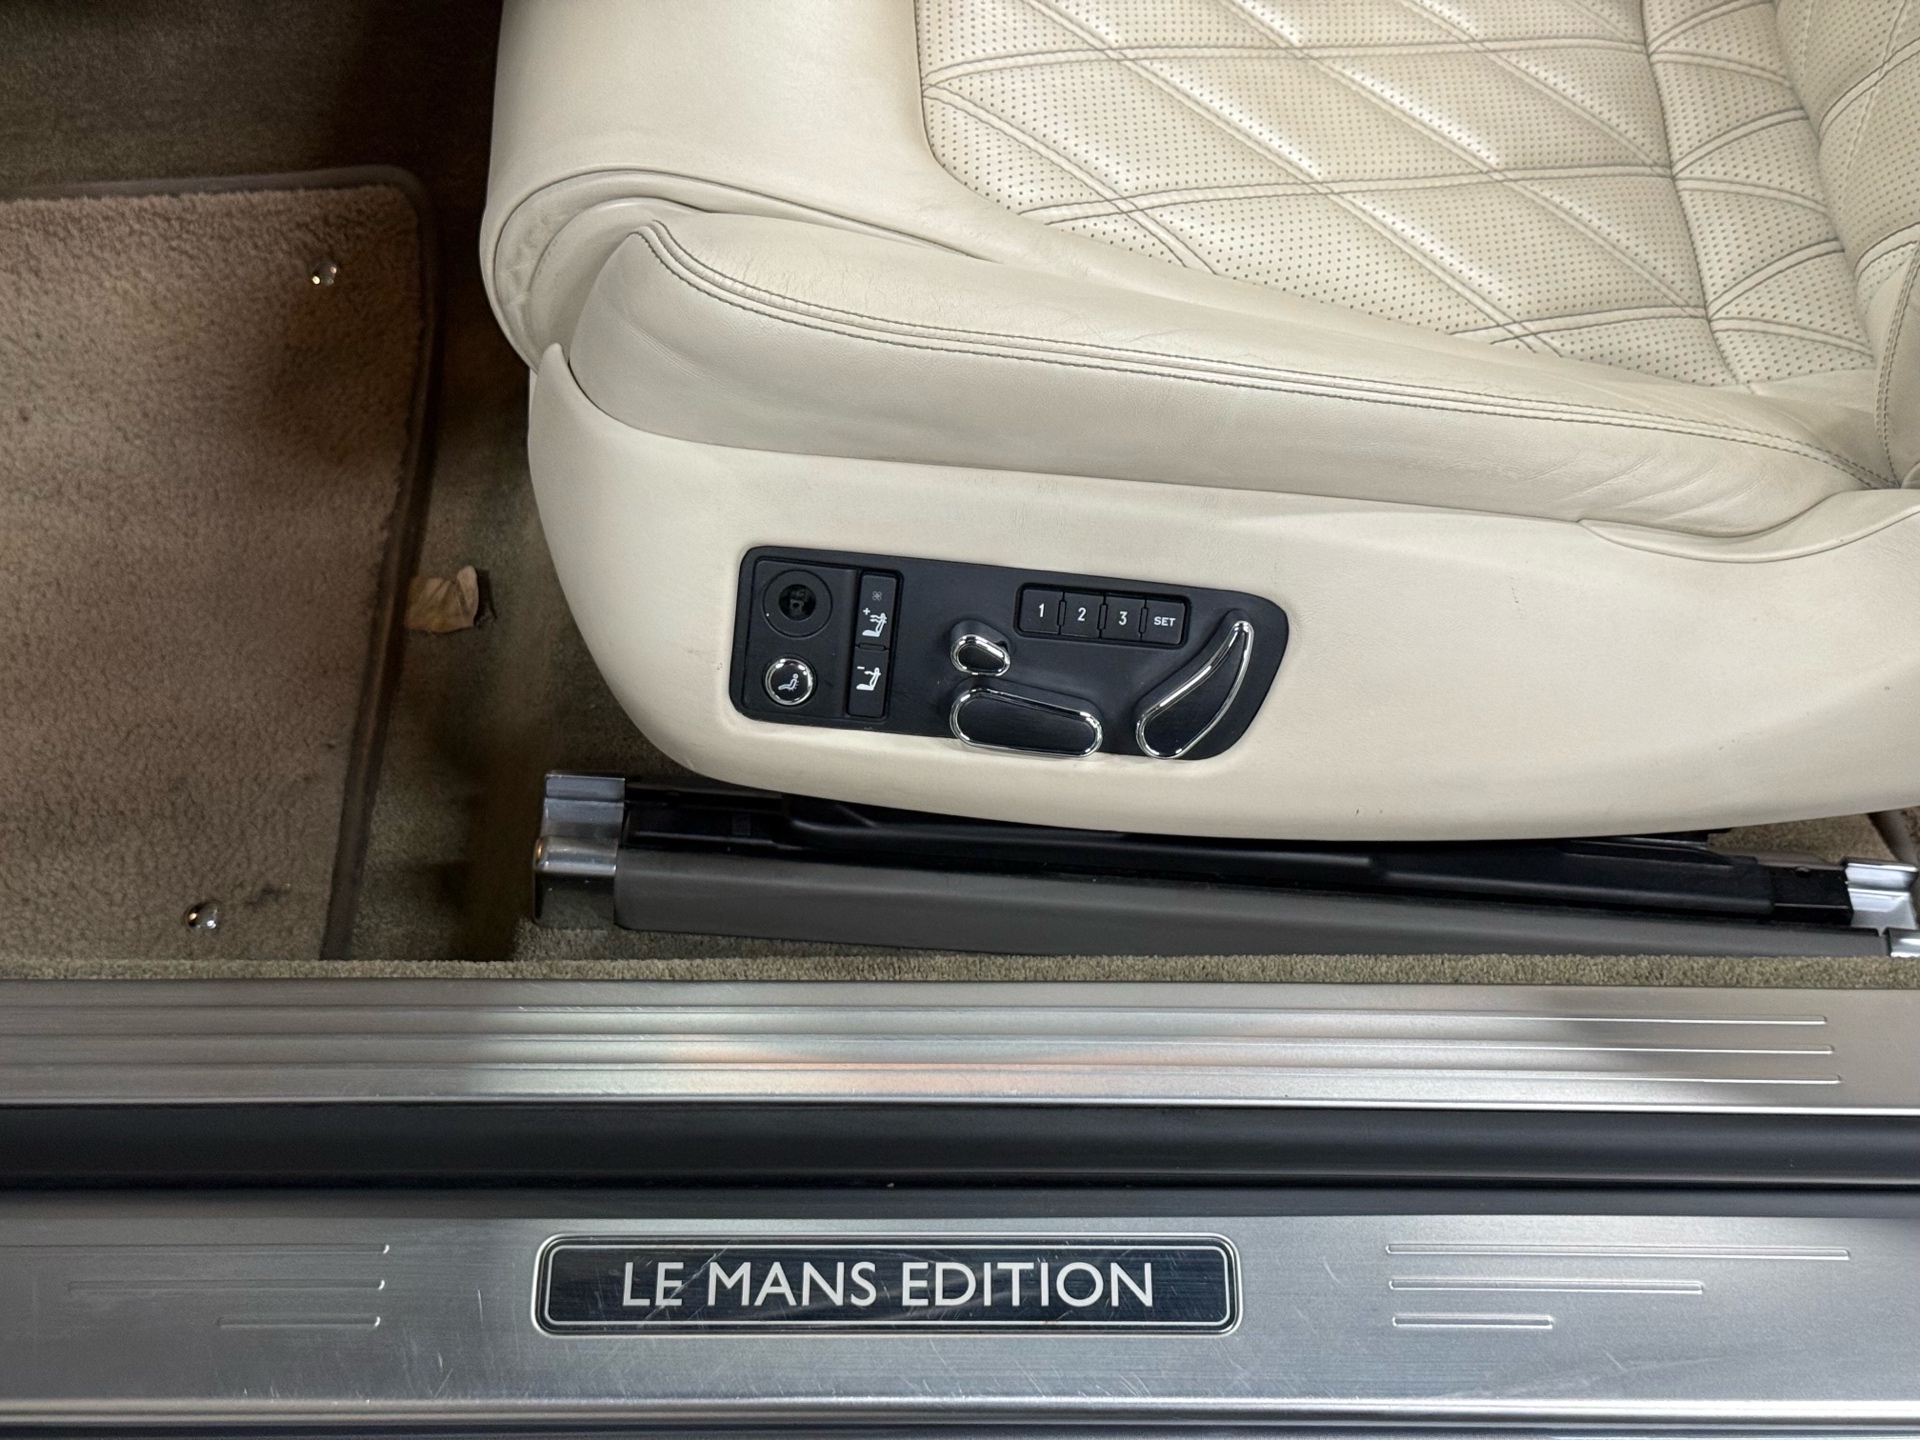 1 2 3 SET
+
-
LE MANS EDITION